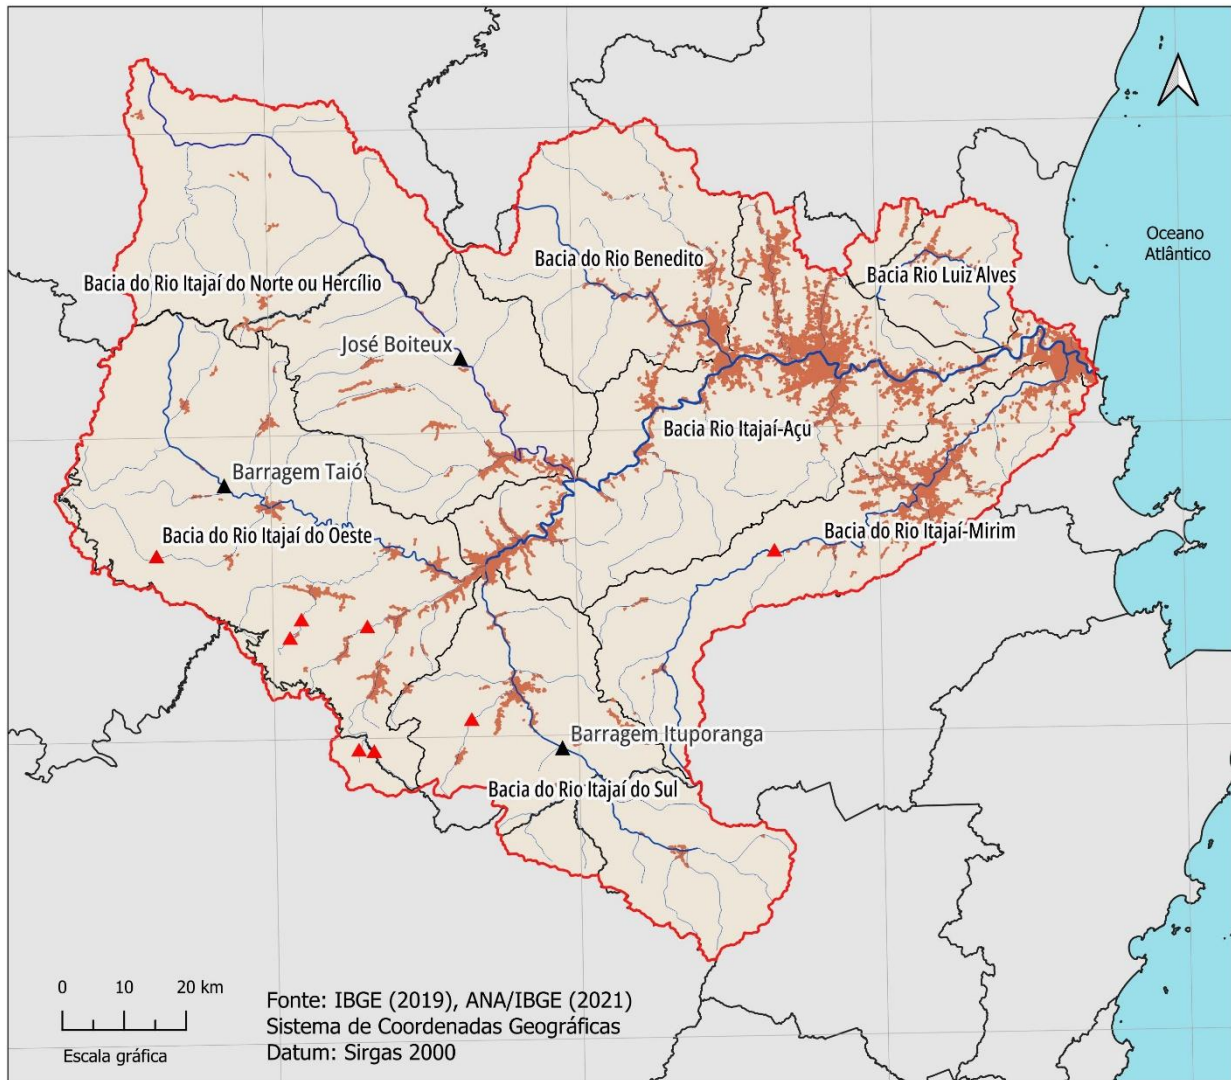 Oceano
Atlântico
Bacia do Rio Benedito
Bacia Rio Luiz Alves
Bacia do Rio Itajaí do Norte ou Hercílio
José Boiteux
Bacia Rio Itajaí-Açú
Barragem Taió
Bacia do Rio Itajaí do Oeste
Bacia do Rio Itajaí-Mirim
Barragem Ituporanga
Bacia do Rio Itajaí do Sul
0 10 20 km
Escala gráfica
Fonte: IBGE (2019), ANA/IBGE (2021)
Sistema de Coordenadas Geográficas
Datum: Sirgas 2000